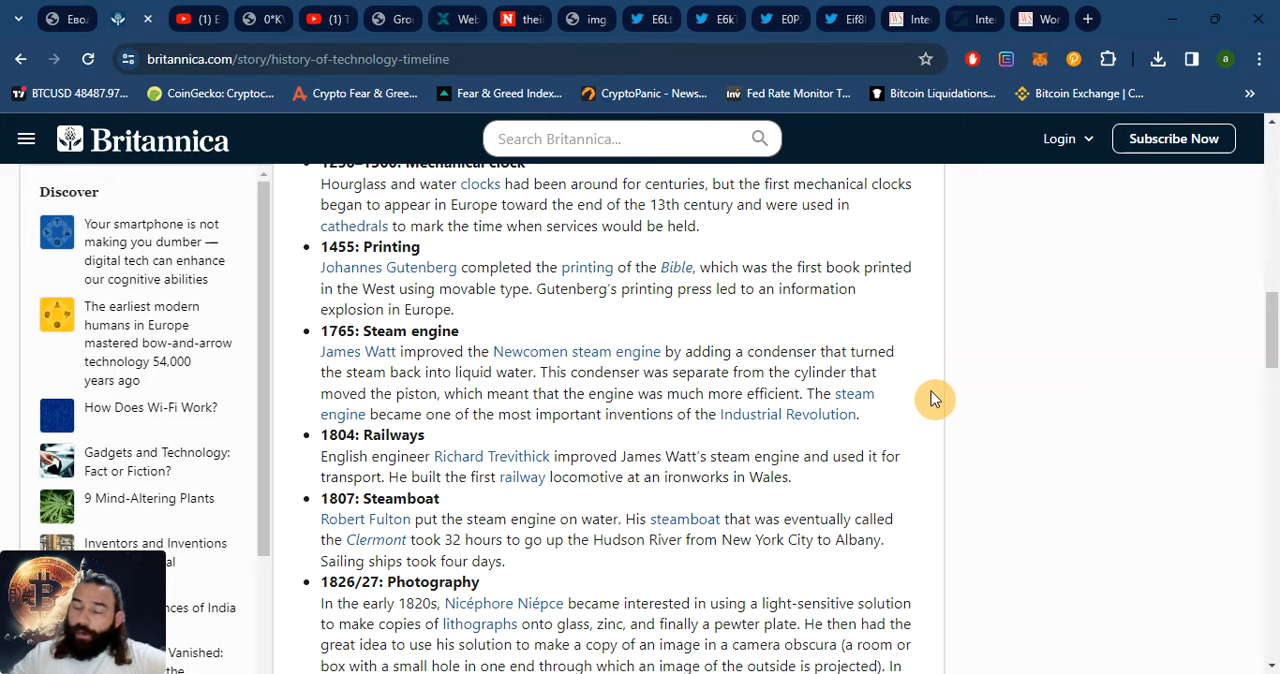 (1) E
0*K
(1) T
Gro
Web
thei
img.
E6Lt
E6kT
E0P
Eif8l
Inte
Inte
Wor
britannica.com/story/history-of-technology-timeline
BTCUSD 48487.97...
CoinGecko: Cryptoc...
Crypto Fear & Gree...
Fear & Greed Index...
CryptoPanic - News...
Fed Rate Monitor T...
Bitcoin Liquidations...
Bitcoin Exchange | C...
Britannica
Search Britannica...
Login
Subscribe Now
Discover
Your smartphone is not
making you dumber —
digital tech can enhance
our cognitive abilities
The earliest modern
humans in Europe
mastered bow-and-arrow
technology 54,000
years ago
How Does Wi-Fi Work?
Gadgets and Technology:
Fact or Fiction?
9 Mind-Altering Plants
Inventors and Inventions
nces of India
Vanished:
the
Mechanical clock
Hourglass and water clocks had been around for centuries, but the first mechanical clocks
began to appear in Europe toward the end of the 13th century and were used in
cathedrals to mark the time when services would be held.
1455: Printing
Johannes Gutenberg completed the printing of the Bible, which was the first book printed
in the West using movable type. Gutenberg's printing press led to an information
explosion in Europe.
1765: Steam engine
James Watt improved the Newcomen steam engine by adding a condenser that turned
the steam back into liquid water. This condenser was separate from the cylinder that
moved the piston, which meant that the engine was much more efficient. The steam
engine became one of the most important inventions of the Industrial Revolution.
1804: Railways
English engineer Richard Trevithick improved James Watt's steam engine and used it for
transport. He built the first railway locomotive at an ironworks in Wales.
1807: Steamboat
Robert Fulton put the steam engine on water. His steamboat that was eventually called
the Clermont took 32 hours to go up the Hudson River from New York City to Albany.
Sailing ships took four days.
1826/27: Photography
In the early 1820s, Nicéphore Niépce became interested in using a light-sensitive solution
to make copies of lithographs onto glass, zinc, and finally a pewter plate. He then had the
great idea to use his solution to make a copy of an image in a camera obscura (a room or
box with a small hole in one end through which an image of the outside is projected). In